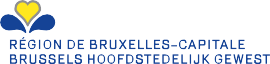 RÉGION DE BRUXELLES-CAPITALE
BRUSSELS HOOFDSTEDELIJK GEWEST